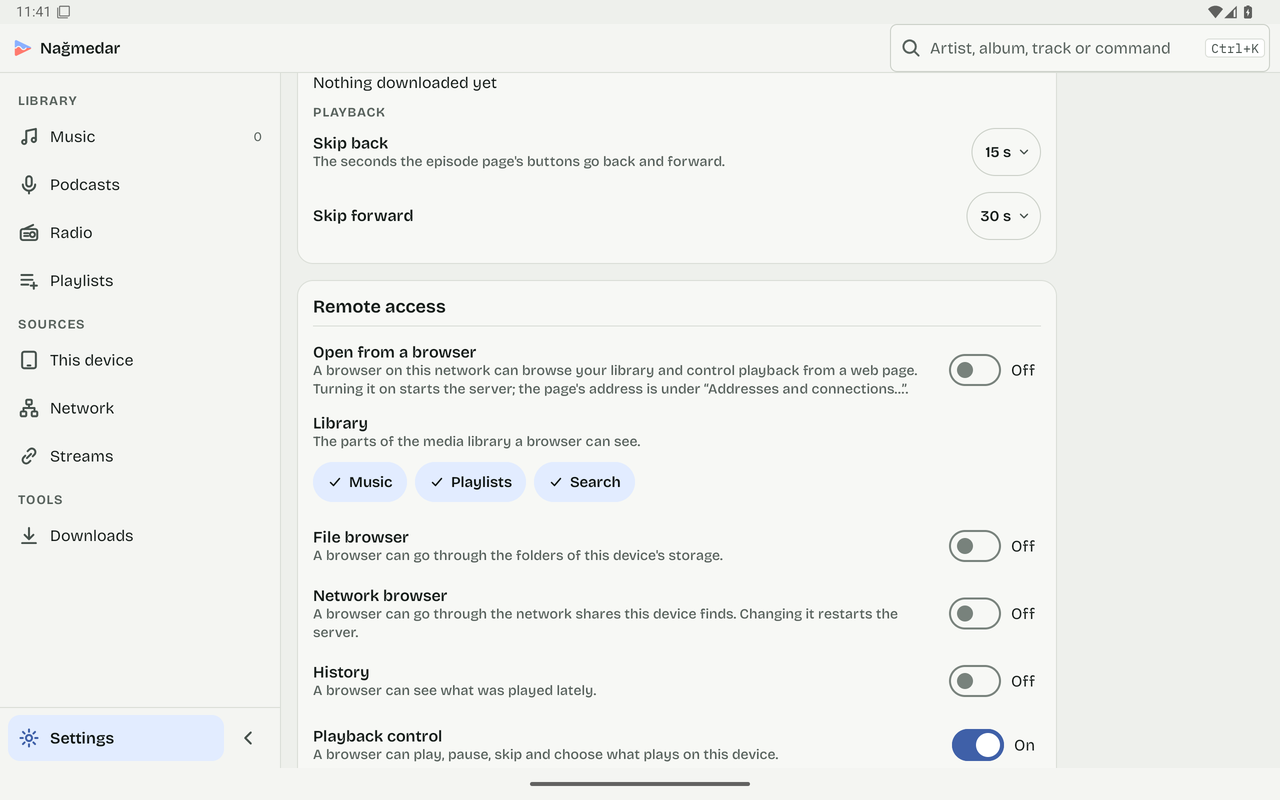 11:41
Nağmedar
Artist, album, track or command
Ctrl+K
LIBRARY
Music
0
Podcasts
Radio
Playlists
SOURCES
This device
Network
Streams
TOOLS
Downloads
Settings
Nothing downloaded yet
PLAYBACK
Skip back
The seconds the episode page's buttons go back and forward.
15 s
Skip forward
30 s
Remote access
Open from a browser
A browser on this network can browse your library and control playback from a web page.
Turning it on starts the server; the page's address is under “Addresses and connections…”.
Off
Library
The parts of the media library a browser can see.
Music
Playlists
Search
File browser
A browser can go through the folders of this device's storage.
Off
Network browser
A browser can go through the network shares this device finds. Changing it restarts the
server.
Off
History
A browser can see what was played lately.
Off
Playback control
A browser can play, pause, skip and choose what plays on this device.
On